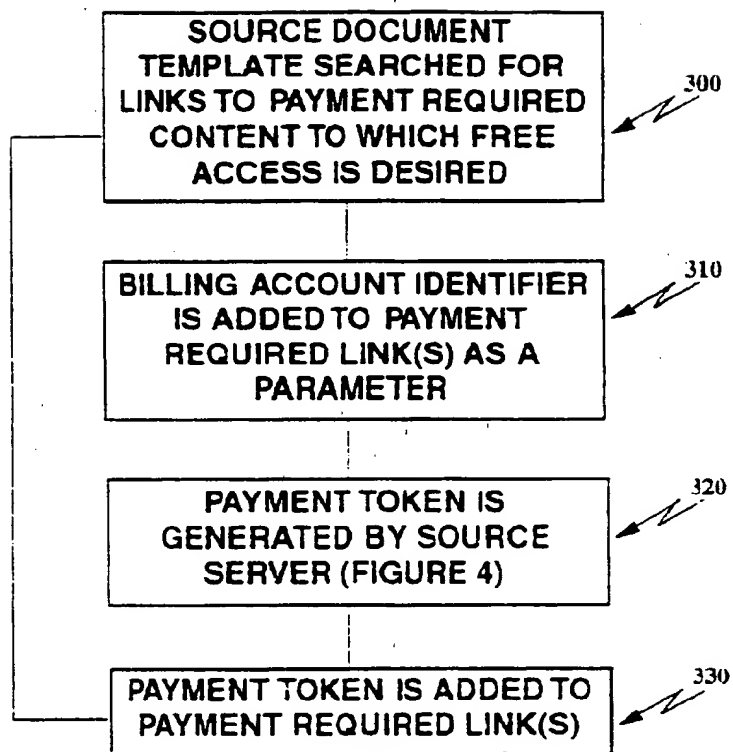 SOURCE DOCUMENT
TEMPLATE SEARCHED FOR
LINKS TO PAYMENT REQUIRED
CONTENT TO WHICH FREE
ACCESS IS DESIRED
300
BILLING ACCOUNT IDENTIFIER
IS ADDED TO PAYMENT
REQUIRED LINK(S) AS A
PARAMETER
310
PAYMENT TOKEN IS
GENERATED BY SOURCE
SERVER (FIGURE 4)
320
PAYMENT TOKEN IS ADDED TO
PAYMENT REQUIRED LINK(S)
330